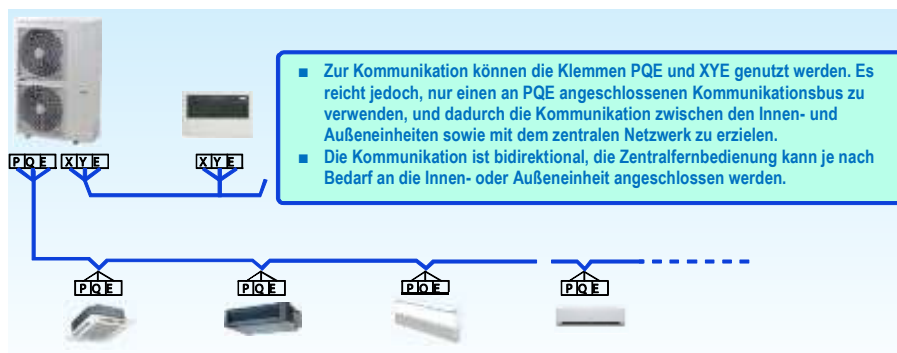 ■ Zur Kommunikation können die Klemmen PQE und XYE genutzt werden. Es
reicht jedoch, nur einen an PQE angeschlossenen Kommunikationsbus zu
verwenden, und dadurch die Kommunikation zwischen den Innen- und
Außeneinheiten sowie mit dem zentralen Netzwerk zu erzielen.
■ Die Kommunikation ist bidirektional, die Zentralfernbedienung kann je nach
Bedarf an die Innen- oder Außeneinheit angeschlossen werden.
P Q E X Y E X Y E
P Q E P Q E P Q E P Q E